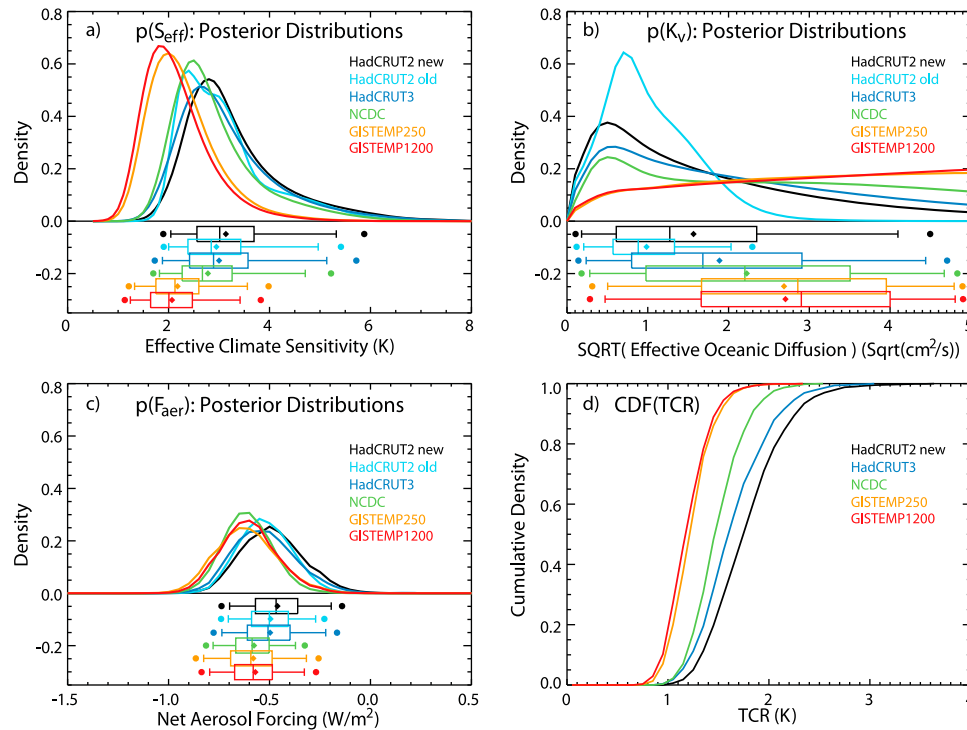 a) p(S_eff): Posterior Distributions
HadCRUT2 new
HadCRUT2 old
HadCRUT3
NCDC
GISTEMP250
GISTEMP1200
Density
0.8
0.6
0.4
0.2
0.0
-0.2
0 2 4 6 8
Effective Climate Sensitivity (K)
b) p(K_v): Posterior Distributions
HadCRUT2 new
HadCRUT2 old
HadCRUT3
NCDC
GISTEMP250
GISTEMP1200
Density
0.8
0.6
0.4
0.2
0.0
-0.2
0 1 2 3 4 5
SQRT( Effective Oceanic Diffusion ) (Sqrt(cm²/s))
c) p(F_aer): Posterior Distributions
HadCRUT2 new
HadCRUT2 old
HadCRUT3
NCDC
GISTEMP250
GISTEMP1200
Density
0.8
0.6
0.4
0.2
0.0
-0.2
-1.5 -1.0 -0.5 0.0 0.5
Net Aerosol Forcing (W/m²)
d) CDF(TCR)
HadCRUT2 new
HadCRUT3
NCDC
GISTEMP250
GISTEMP1200
Cumulative Density
1.0
0.8
0.6
0.4
0.2
0.0
0 1 2 3
TCR (K)